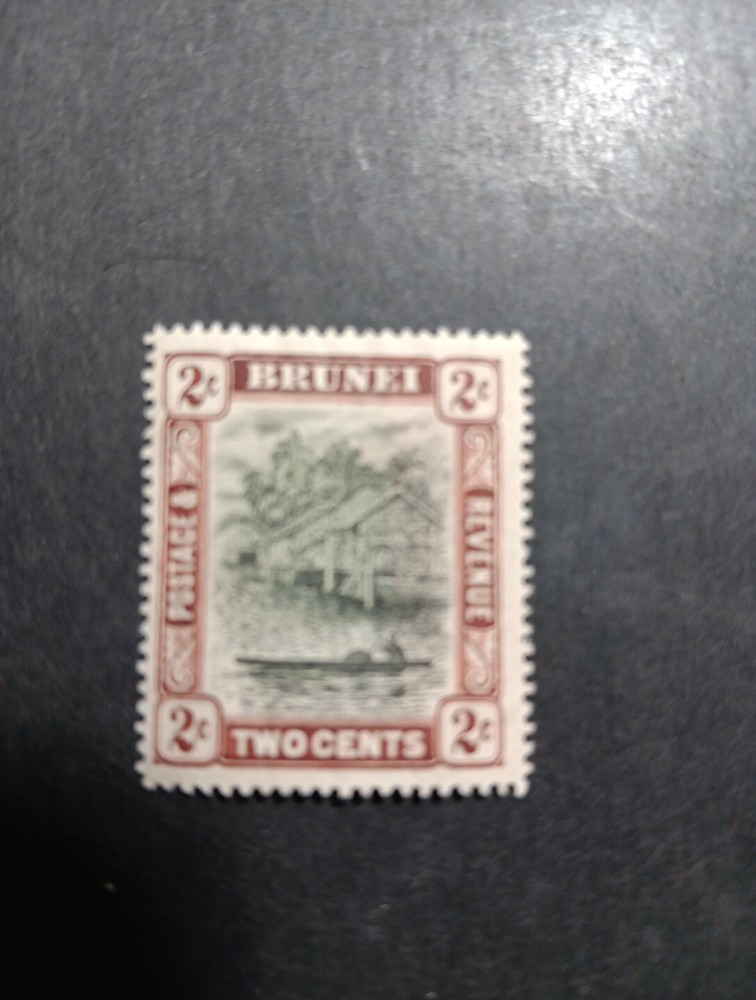 2c BRUNEI 2c
POSTAGE &
REVENUE
2c TWO CENTS 2c